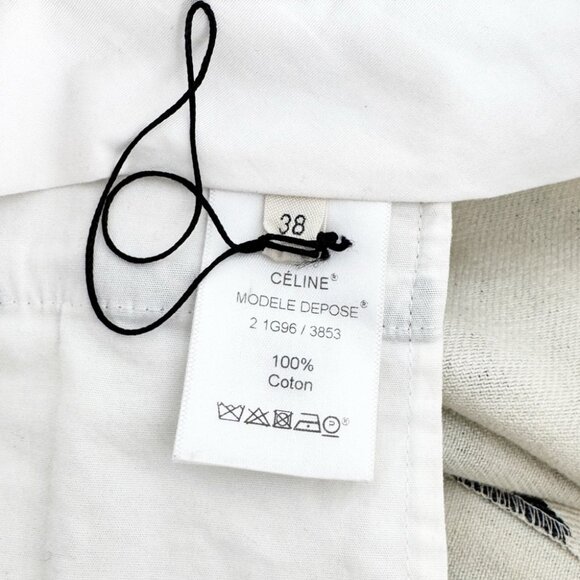 38
CÉLINE®
MODELE DEPOSE®
2 1G96 / 3853
100%
Coton
P®